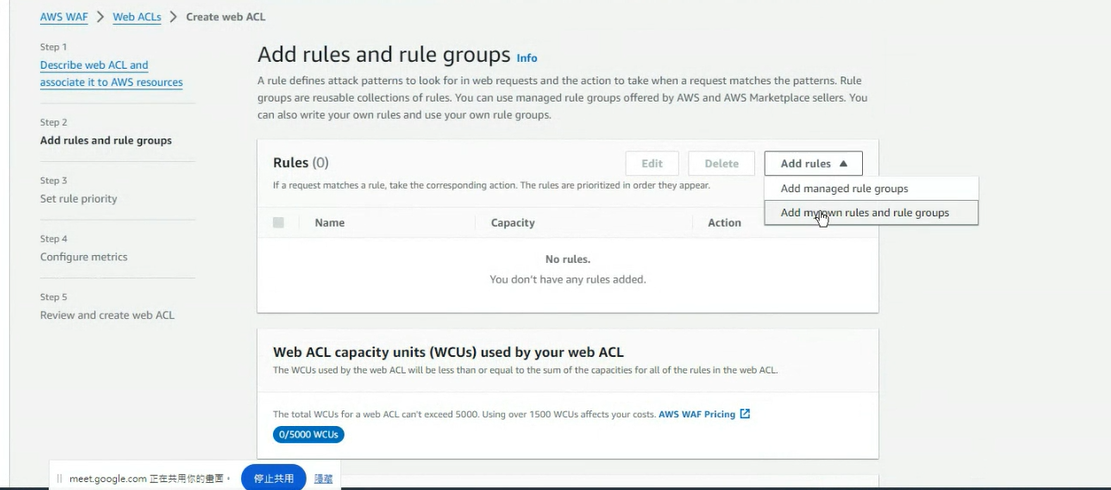 AWS WAF > Web ACLs > Create web ACL
Step 1
Describe web ACL and
associate it to AWS resources
Step 2
Add rules and rule groups
Step 3
Set rule priority
Step 4
Configure metrics
Step 5
Review and create web ACL
Add rules and rule groups Info
A rule defines attack patterns to look for in web requests and the action to take when a request matches the patterns. Rule
groups are reusable collections of rules. You can use managed rule groups offered by AWS and AWS Marketplace sellers. You
can also write your own rules and use your own rule groups.
Rules (0)
Edit
Delete
Add rules
If a request matches a rule, take the corresponding action. The rules are prioritized in order they appear.
Add managed rule groups
Add my own rules and rule groups
Name
Capacity
Action
No rules.
You don't have any rules added.
Web ACL capacity units (WCUs) used by your web ACL
The WCUs used by the web ACL will be less than or equal to the sum of the capacities for all of the rules in the web ACL.
The total WCUs for a web ACL can't exceed 5000. Using over 1500 WCUs affects your costs. AWS WAF Pricing
0/5000 WCUs
meet.google.com 正在共用你的畫面。
停止共用
隱藏